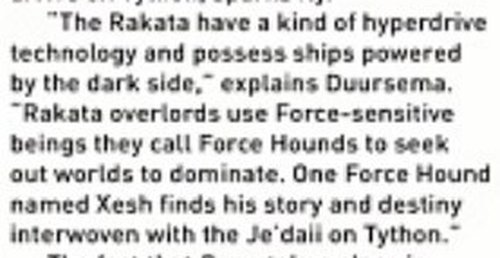 "The Rakata have a kind of hyperdrive
technology and possess ships powered
by the dark side," explains Duursema.
"Rakata overlords use Force-sensitive
beings they call Force Hounds to seek
out worlds to dominate. One Force Hound
named Xesh finds his story and destiny
interwoven with the Je'daii on Tython."